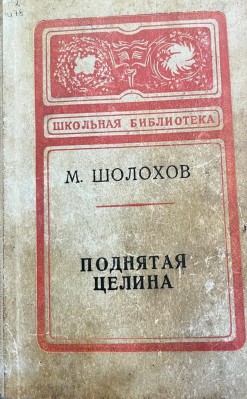 ШКОЛЬНАЯ БИБЛИОТЕКА
М. ШОЛОХОВ
ПОДНЯТАЯ
ЦЕЛИНА